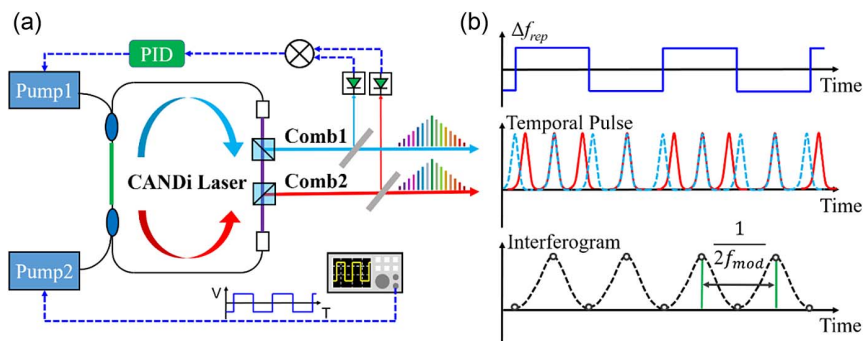 (a)
PID
Pump1
Comb1
CANDi Laser
Comb2
Pump2
V
T
(b)
Δf_rep
Time
Temporal Pulse
Time
Interferogram
1
2f_mod
Time